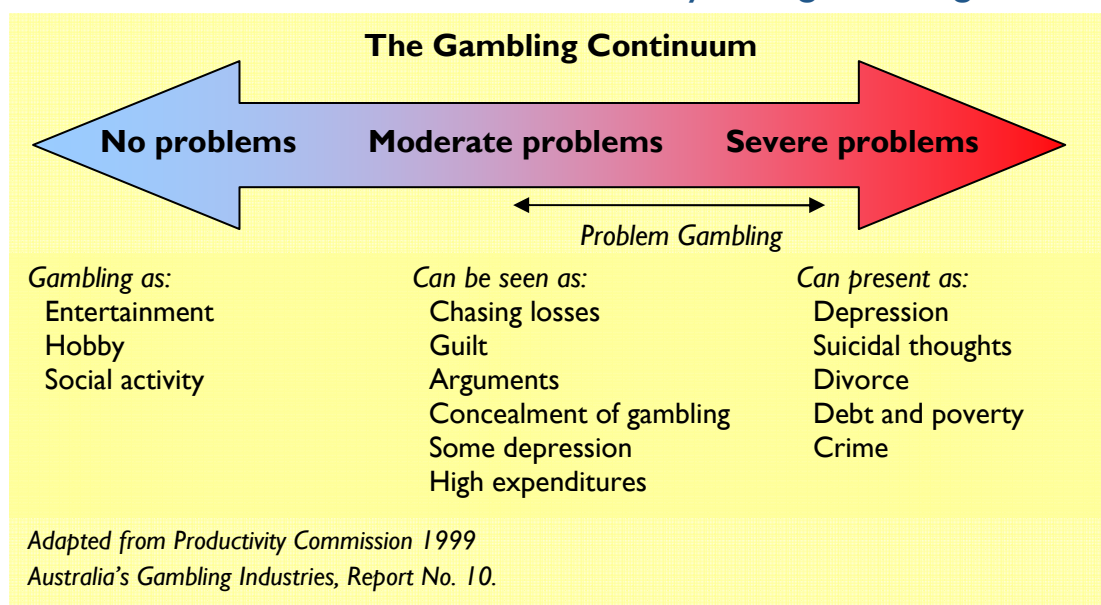 The Gambling Continuum
No problems
Moderate problems
Severe problems
Problem Gambling
Gambling as:
Entertainment
Hobby
Social activity
Can be seen as:
Chasing losses
Guilt
Arguments
Concealment of gambling
Some depression
High expenditures
Can present as:
Depression
Suicidal thoughts
Divorce
Debt and poverty
Crime
Adapted from Productivity Commission 1999
Australia's Gambling Industries, Report No. 10.